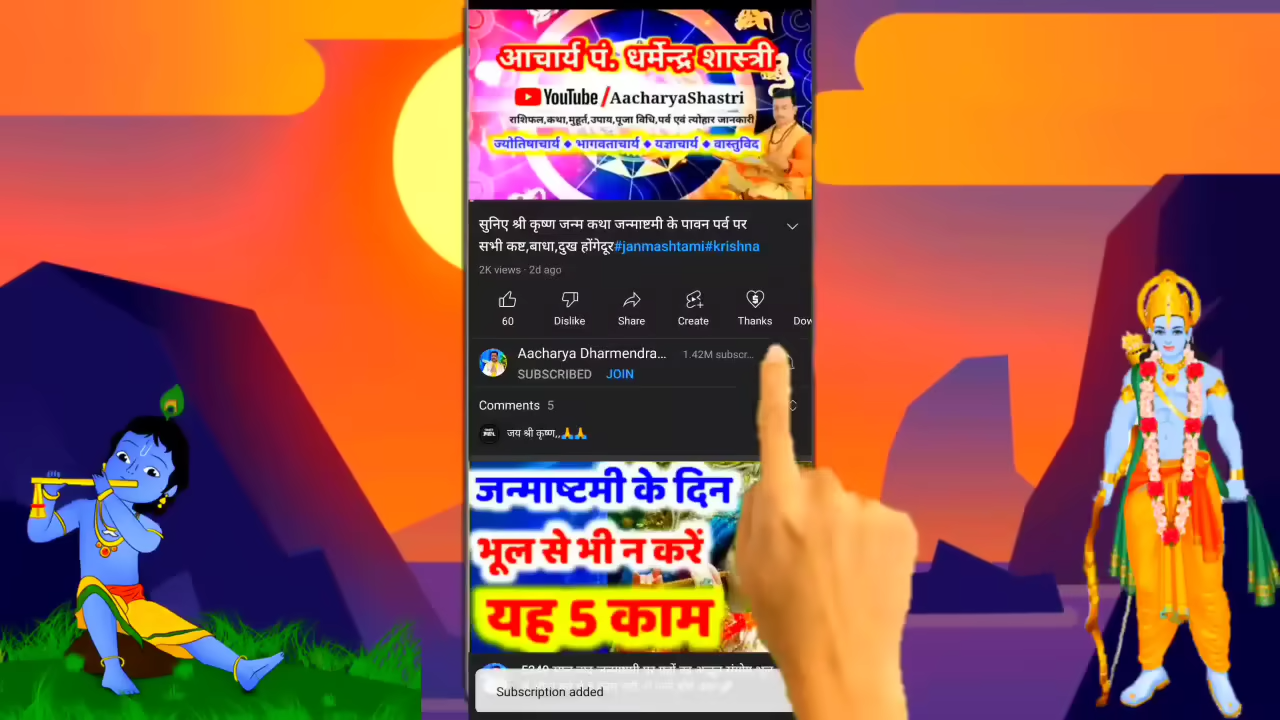 आचार्य पं. धर्मेन्द्र शास्त्री
YouTube /AacharyaShastri
राशिफल,कथा,मुहूर्त,उपाय,पूजा विधि,पर्व एवं त्योहार जानकारी
ज्योतिषाचार्य ◆ भागवताचार्य ◆ यज्ञाचार्य ◆ वास्तुविद
सुनिए श्री कृष्ण जन्म कथा जन्माष्टमी के पावन पर्व पर
सभी कष्ट,बाधा,दुख होंगेदूर#janmashtami#krishna
2K views · 2d ago
60 Dislike Share Create Thanks Dow
Aacharya Dharmendra... 1.42M subscr...
SUBSCRIBED JOIN
Comments 5
जय श्री कृष्ण,,🙏🙏
जन्माष्टमी के दिन
भूल से भी न करें
यह 5 काम
Subscription added